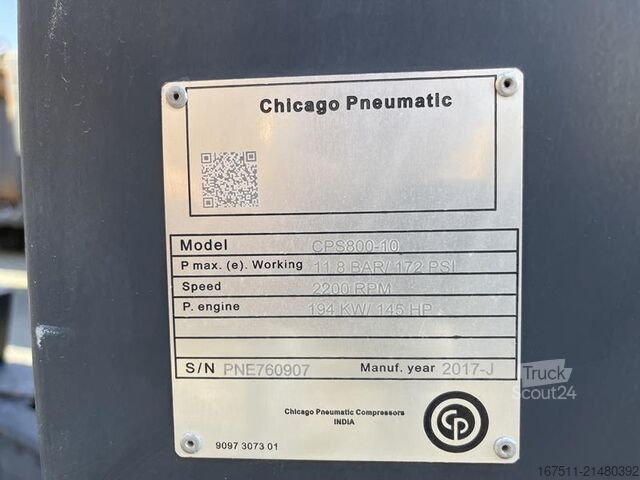 Chicago Pneumatic
Model CPS800-10
P max. (e). Working 11.8 BAR/ 172 PSI
Speed 2200 RPM
P. engine 194 KW/ 145 HP
S/N PNE760907 Manuf. year 2017-J
Chicago Pneumatic Compressors
INDIA
CP
9097 3073 01
Truck
Scout24
167511-21480392